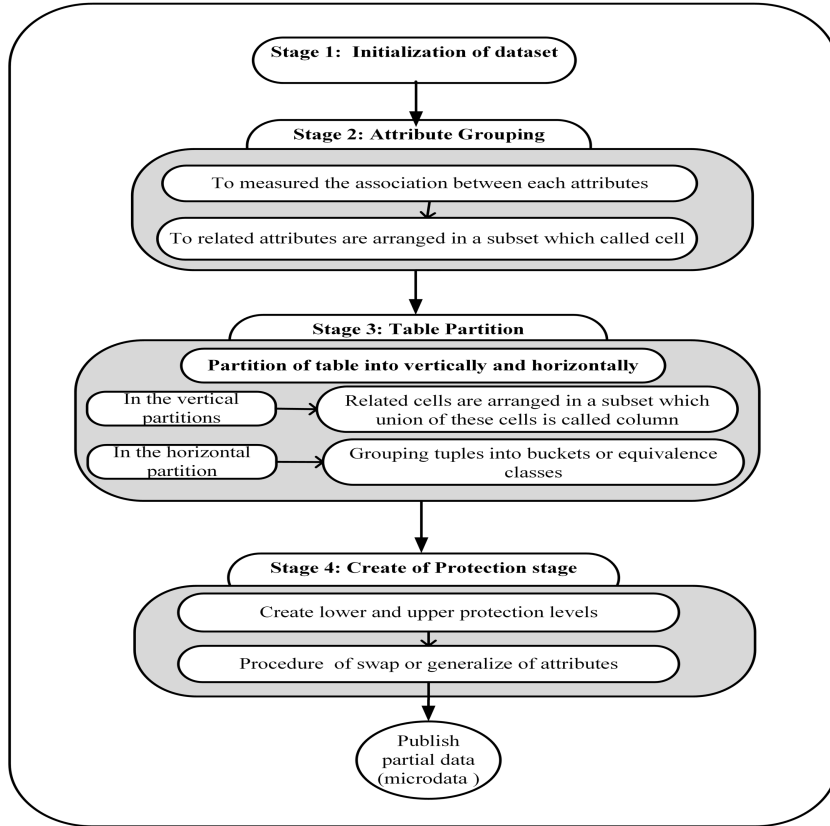 Stage 1: Initialization of dataset
Stage 2: Attribute Grouping
To measured the association between each attributes
To related attributes are arranged in a subset which called cell
Stage 3: Table Partition
Partition of table into vertically and horizontally
In the vertical
partitions
Related cells are arranged in a subset which
union of these cells is called column
In the horizontal
partition
Grouping tuples into buckets or equivalence
classes
Stage 4: Create of Protection stage
Create lower and upper protection levels
Procedure of swap or generalize of attributes
Publish
partial data
(microdata )